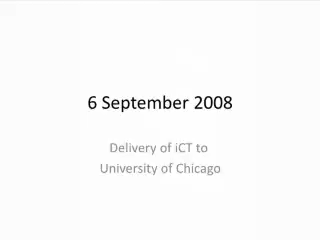 6 September 2008
Delivery of iCT to
University of Chicago